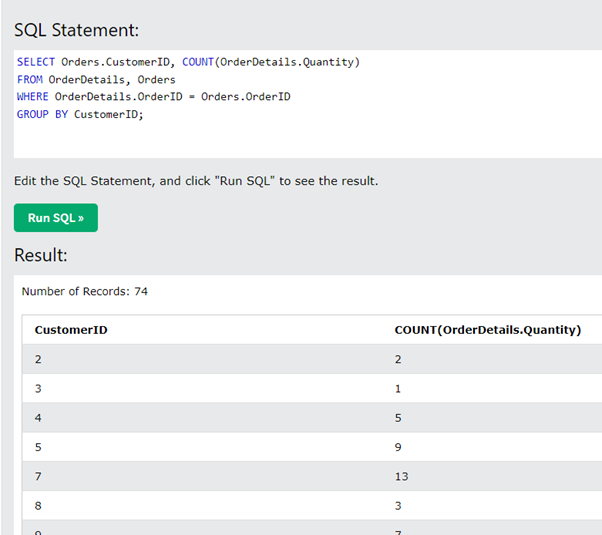 SQL Statement:
SELECT Orders.CustomerID, COUNT(OrderDetails.Quantity)
FROM OrderDetails, Orders
WHERE OrderDetails.OrderID = Orders.OrderID
GROUP BY CustomerID;
Edit the SQL Statement, and click "Run SQL" to see the result.
Run SQL »
Result:
Number of Records: 74
CustomerID COUNT(OrderDetails.Quantity)
2 2
3 1
4 5
5 9
7 13
8 3
9 7